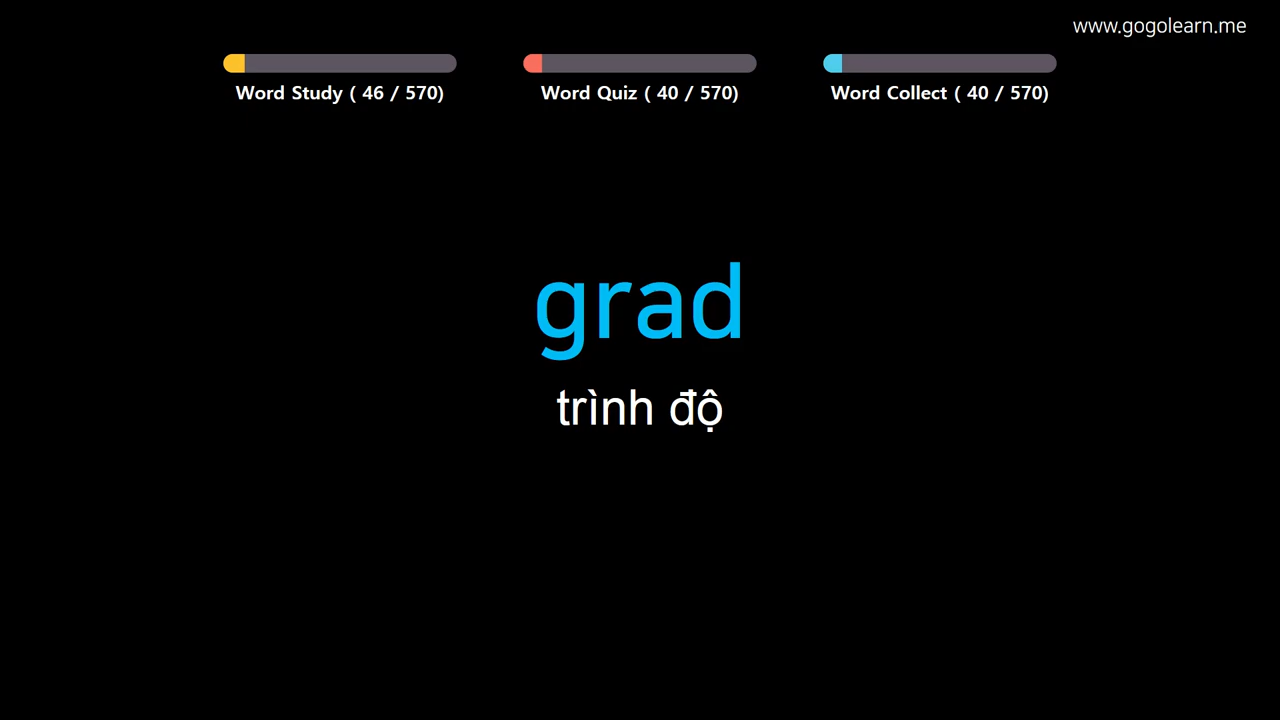 www.gogolearn.me
Word Study ( 46 / 570)
Word Quiz ( 40 / 570)
Word Collect ( 40 / 570)
grad
trình độ